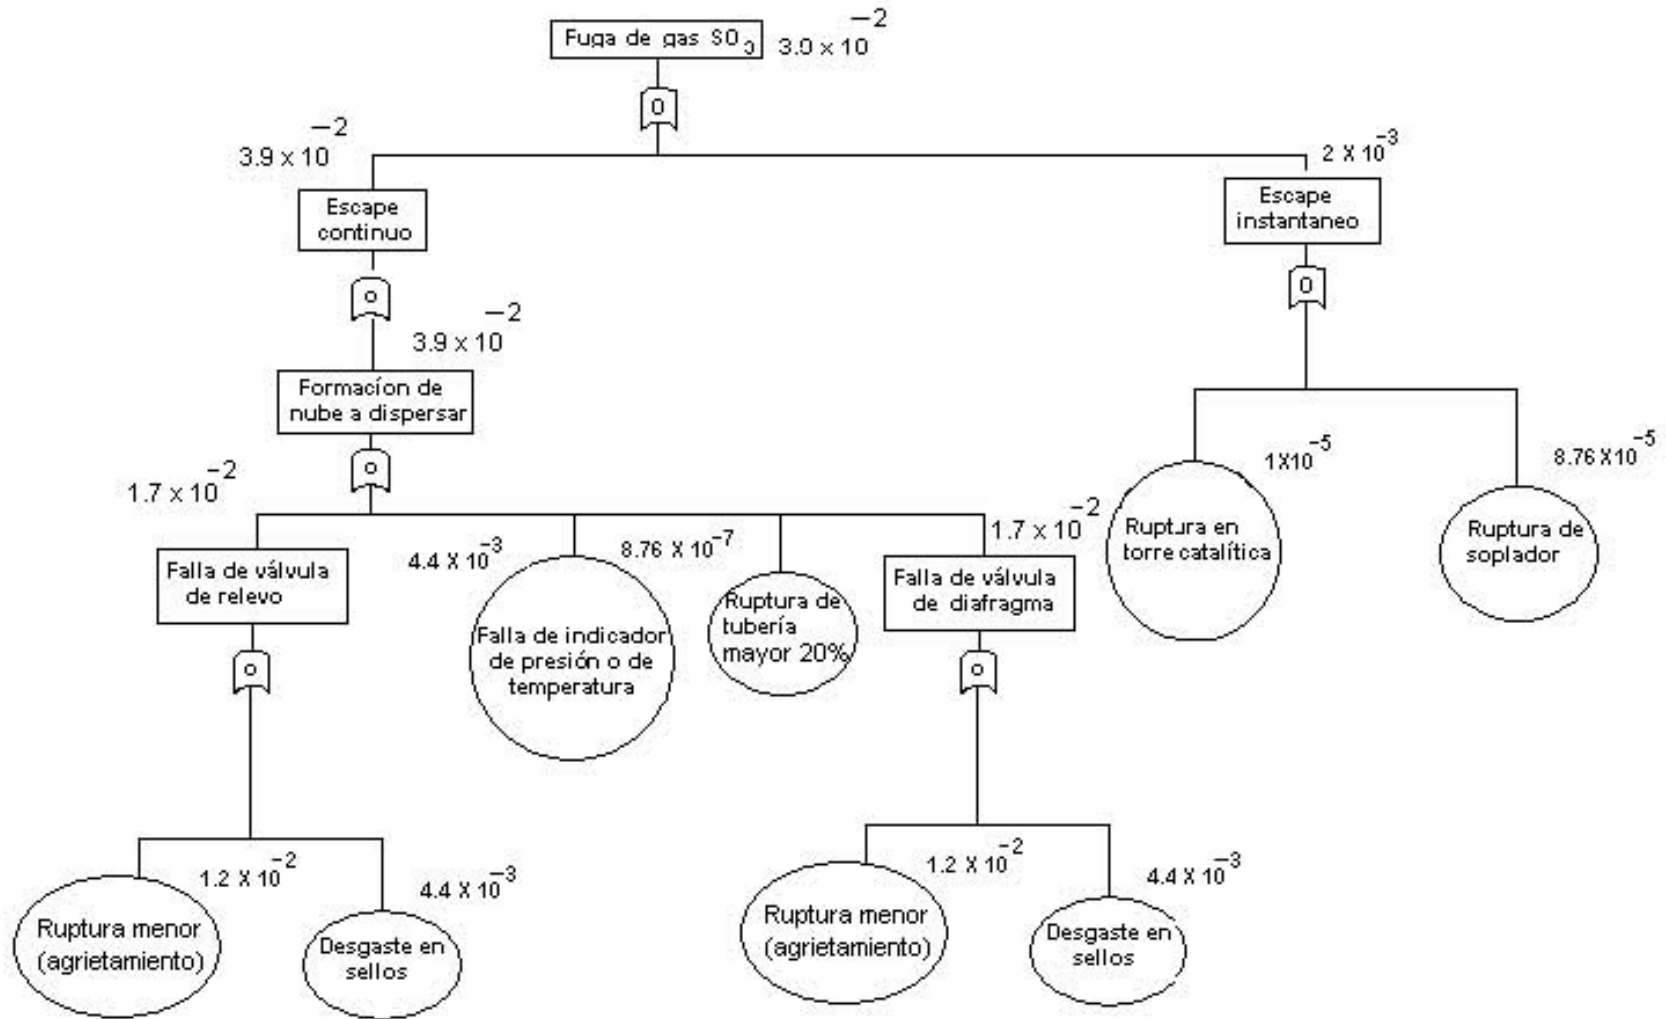 Fuga de gas SO3 3.9 x 10−2
0
3.9 x 10−2
2 X 10−3
Escape
continuo
Escape
instantaneo
o
0
3.9 x 10−2
Formacíon de
nube a dispersar
o
1.7 x 10−2
1X10−5
8.76 X10−5
Ruptura en
torre catalítica
Ruptura de
soplador
4.4 X 10−3
8.76 X 10−7
1.7 x 10−2
Falla de válvula
de relevo
Falla de indicador
de presión o de
temperatura
Ruptura de
tubería
mayor 20%
Falla de válvula
de diafragma
o
o
1.2 X 10−2
4.4 X 10−3
1.2 X 10−2
4.4 X 10−3
Ruptura menor
(agrietamiento)
Desgaste en
sellos
Ruptura menor
(agrietamiento)
Desgaste en
sellos